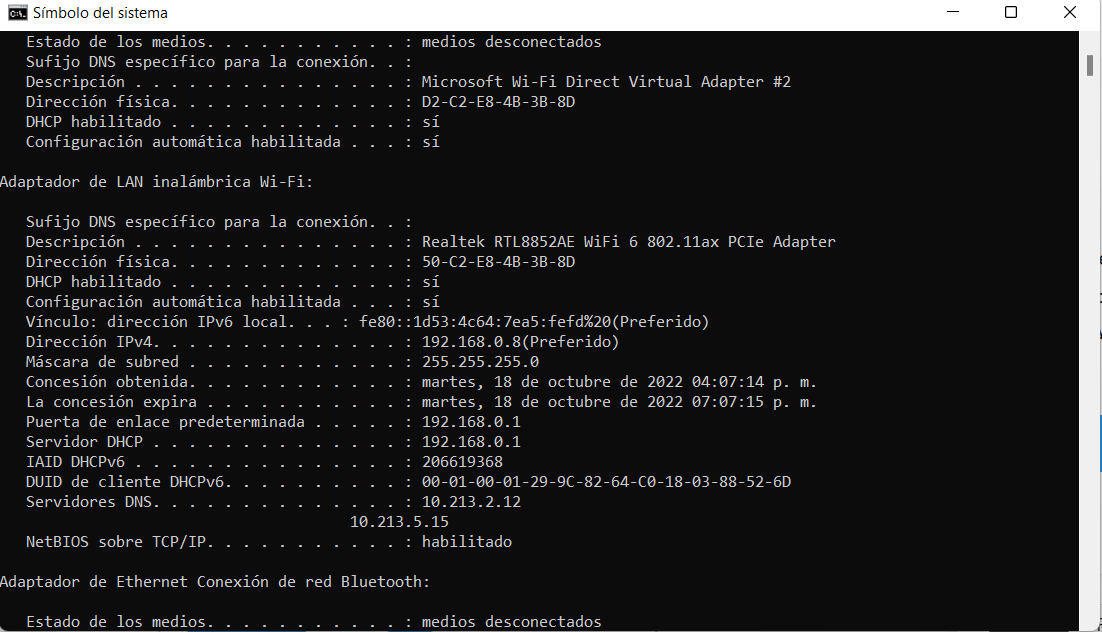 Símbolo del sistema
Estado de los medios. . . . . . . . . . . : medios desconectados
Sufijo DNS específico para la conexión. . :
Descripción . . . . . . . . . . . . . . . : Microsoft Wi-Fi Direct Virtual Adapter #2
Dirección física. . . . . . . . . . . . . : D2-C2-E8-4B-3B-8D
DHCP habilitado . . . . . . . . . . . . . : sí
Configuración automática habilitada . . . : sí
Adaptador de LAN inalámbrica Wi-Fi:
Sufijo DNS específico para la conexión. . :
Descripción . . . . . . . . . . . . . . . : Realtek RTL8852AE WiFi 6 802.11ax PCIe Adapter
Dirección física. . . . . . . . . . . . . : 50-C2-E8-4B-3B-8D
DHCP habilitado . . . . . . . . . . . . . : sí
Configuración automática habilitada . . . : sí
Vínculo: dirección IPv6 local. . . : fe80::1d53:4c64:7ea5:fefd%20(Preferido)
Dirección IPv4. . . . . . . . . . . . . . : 192.168.0.8(Preferido)
Máscara de subred . . . . . . . . . . . . : 255.255.255.0
Concesión obtenida. . . . . . . . . . . . : martes, 18 de octubre de 2022 04:07:14 p. m.
La concesión expira . . . . . . . . . . . : martes, 18 de octubre de 2022 07:07:15 p. m.
Puerta de enlace predeterminada . . . . . : 192.168.0.1
Servidor DHCP . . . . . . . . . . . . . . : 192.168.0.1
IAID DHCPv6 . . . . . . . . . . . . . . . : 206619368
DUID de cliente DHCPv6. . . . . . . . . . : 00-01-00-01-29-9C-82-64-C0-18-03-88-52-6D
Servidores DNS. . . . . . . . . . . . . . : 10.213.2.12
10.213.5.15
NetBIOS sobre TCP/IP. . . . . . . . . . . : habilitado
Adaptador de Ethernet Conexión de red Bluetooth:
Estado de los medios. . . . . . . . . . . : medios desconectados